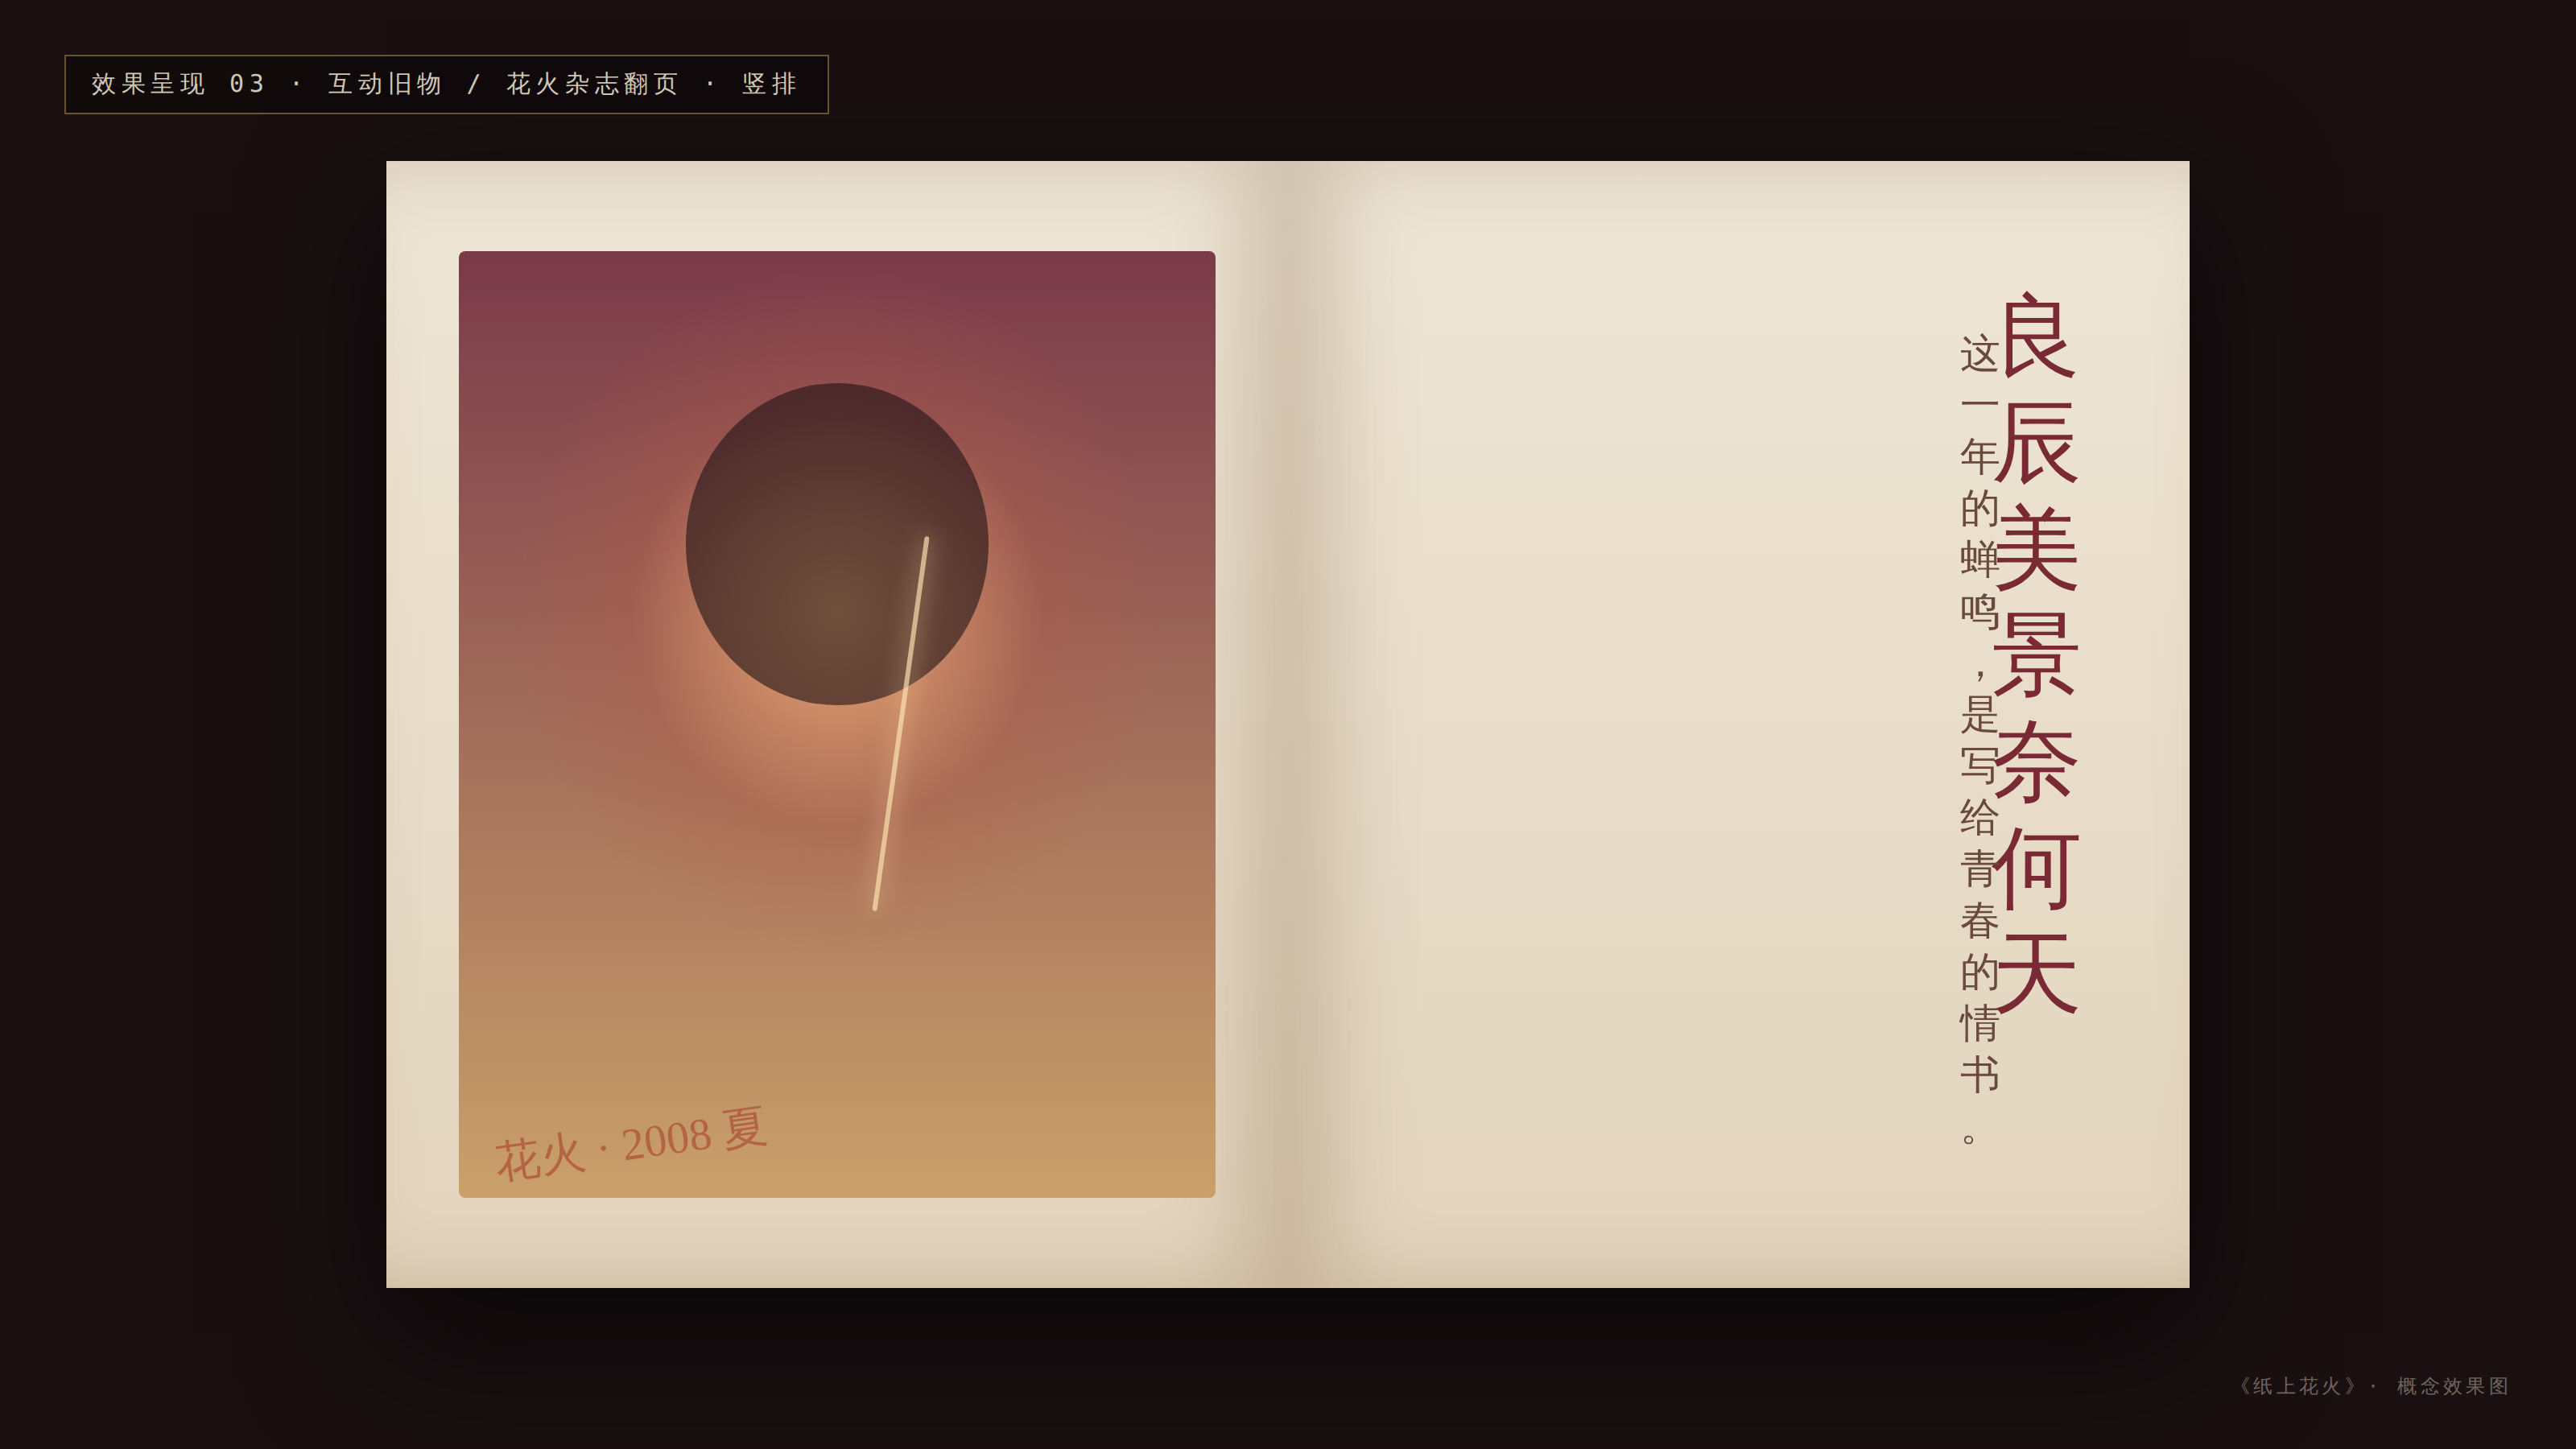 效果呈现 03 · 互动旧物 / 花火杂志翻页 · 竖排
良辰美景奈何天
这一年的蝉鸣，是写给青春的情书。
花火 · 2008 夏
《纸上花火》· 概念效果图